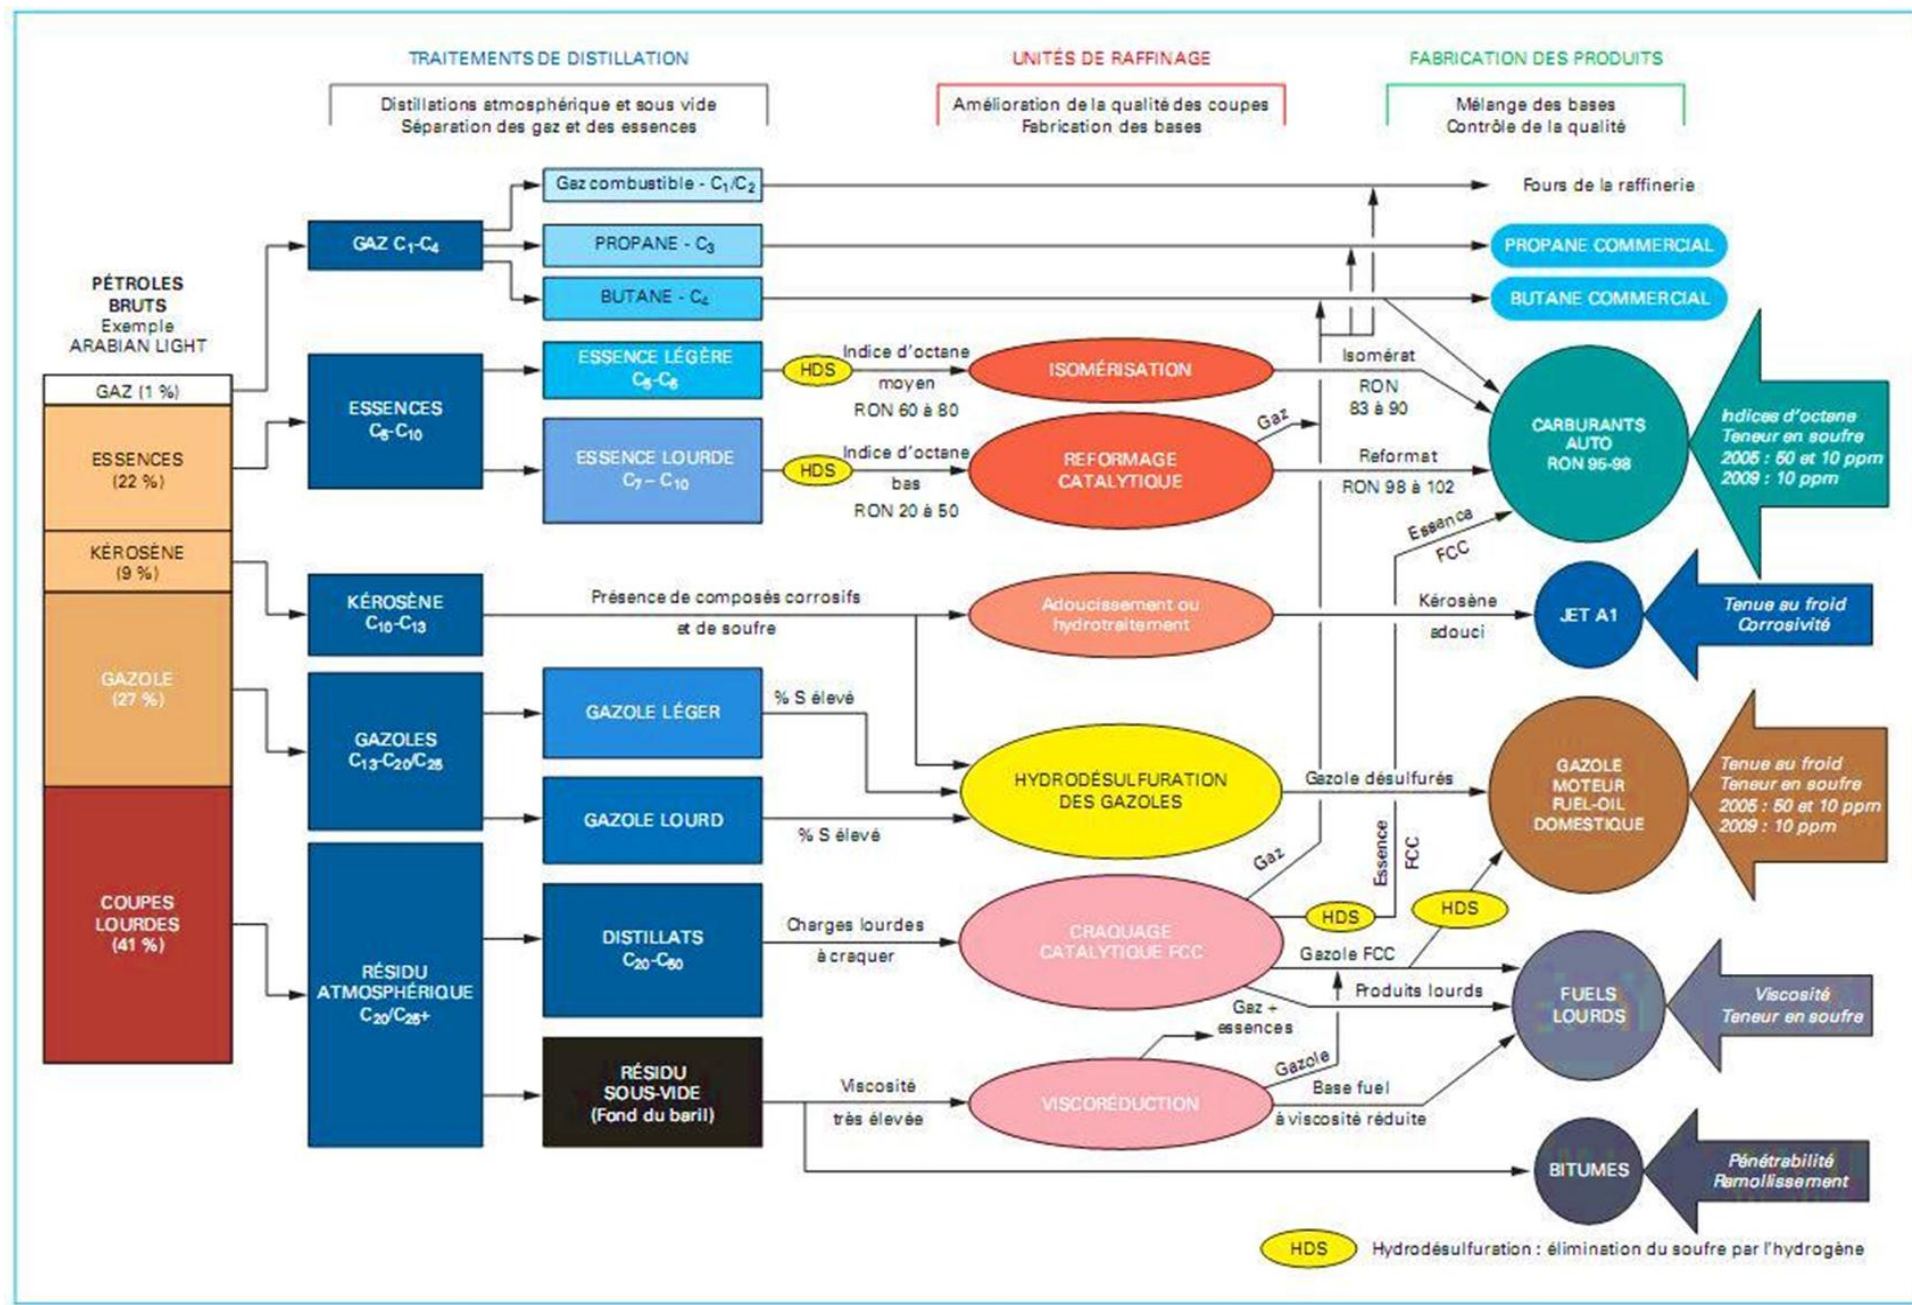 TRAITEMENTS DE DISTILLATION
Distillations atmosphérique et sous vide
Séparation des gaz et des essences
UNITÉS DE RAFFINAGE
Amélioration de la qualité des coupes
Fabrication des bases
FABRICATION DES PRODUITS
Mélange des bases
Contrôle de la qualité
PÉTROLES
BRUTS
Exemple
ARABIAN LIGHT
GAZ (1 %)
ESSENCES
(22 %)
KÉROSÈNE
(9 %)
GAZOLE
(27 %)
COUPES
LOURDES
(41 %)
GAZ C₁-C₄
ESSENCES
C₅-C₁₀
KÉROSÈNE
C₁₀-C₁₃
GAZOLES
C₁₃-C₂₀/C₂₅
RÉSIDU
ATMOSPHÉRIQUE
C₂₀/C₂₅+
Gaz combustible - C₁/C₂
PROPANE - C₃
BUTANE - C₄
ESSENCE LÉGÈRE
C₅-C₆
ESSENCE LOURDE
C₇ – C₁₀
Présence de composés corrosifs
et de soufre
GAZOLE LÉGER
GAZOLE LOURD
DISTILLATS
C₂₀-C₅₀
RÉSIDU
SOUS-VIDE
(Fond du baril)
HDS
Indice d'octane
moyen
RON 60 à 80
HDS
Indice d'octane
bas
RON 20 à 50
% S élevé
% S élevé
Charges lourdes
à craquer
Viscosité
très élevée
ISOMÉRISATION
REFORMAGE
CATALYTIQUE
Adoucissement ou
hydrotraitement
HYDRODÉSULFURATION
DES GAZOLES
CRAQUAGE
CATALYTIQUE FCC
VISCORÉDUCTION
Isomérat
RON
83 à 90
Gaz
Reformat
RON 98 à 102
Essence
FCC
Kérosène
adouci
Gazole désulfurés
Gaz
Essence
FCC
HDS
HDS
Gazole FCC
Produits lourds
Gaz +
essences
Gazole
Base fuel
à viscosité réduite
Fours de la raffinerie
PROPANE COMMERCIAL
BUTANE COMMERCIAL
CARBURANTS
AUTO
RON 95-98
Indices d'octane
Teneur en soufre
2005 : 50 et 10 ppm
2009 : 10 ppm
JET A1
Tenue au froid
Corrosivité
GAZOLE
MOTEUR
FUEL-OIL
DOMESTIQUE
Tenue au froid
Teneur en soufre
2005 : 50 et 10 ppm
2009 : 10 ppm
FUELS
LOURDS
Viscosité
Teneur en soufre
BITUMES
Pénétrabilité
Ramollissement
HDS
Hydrodésulfuration : élimination du soufre par l'hydrogène